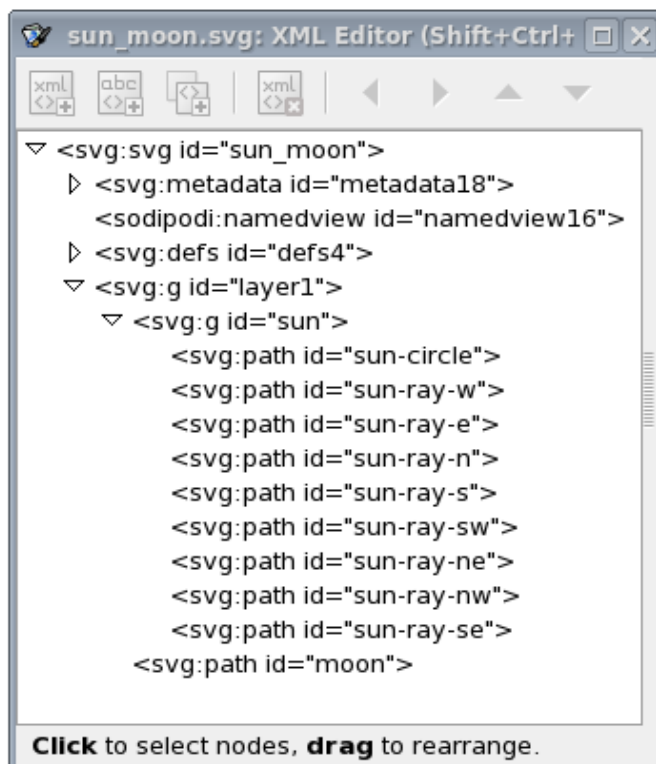 sun_moon.svg: XML Editor (Shift+Ctrl+
xml abc xml
<svg:svg id="sun_moon">
<svg:metadata id="metadata18">
<sodipodi:namedview id="namedview16">
<svg:defs id="defs4">
<svg:g id="layer1">
<svg:g id="sun">
<svg:path id="sun-circle">
<svg:path id="sun-ray-w">
<svg:path id="sun-ray-e">
<svg:path id="sun-ray-n">
<svg:path id="sun-ray-s">
<svg:path id="sun-ray-sw">
<svg:path id="sun-ray-ne">
<svg:path id="sun-ray-nw">
<svg:path id="sun-ray-se">
<svg:path id="moon">
Click to select nodes, drag to rearrange.